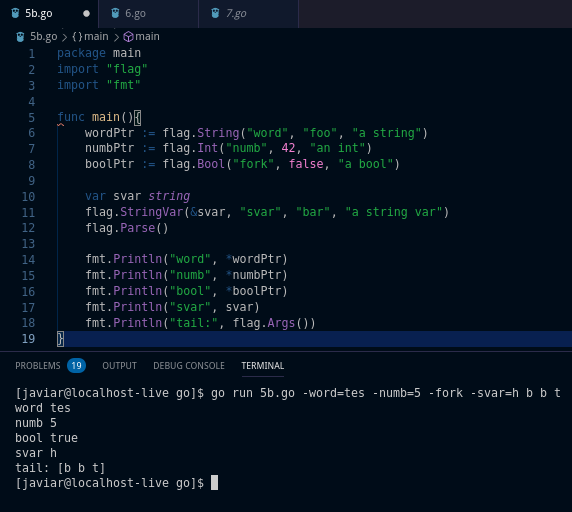 5b.go ● 6.go 7.go
5b.go > {} main > main
1 package main
2 import "flag"
3 import "fmt"
4
5 func main(){
6     wordPtr := flag.String("word", "foo", "a string")
7     numbPtr := flag.Int("numb", 42, "an int")
8     boolPtr := flag.Bool("fork", false, "a bool")
9
10     var svar string
11     flag.StringVar(&svar, "svar", "bar", "a string var")
12     flag.Parse()
13
14     fmt.Println("word", *wordPtr)
15     fmt.Println("numb", *numbPtr)
16     fmt.Println("bool", *boolPtr)
17     fmt.Println("svar", svar)
18     fmt.Println("tail:", flag.Args())
19 }
PROBLEMS 19 OUTPUT DEBUG CONSOLE TERMINAL
[javiar@localhost-live go]$ go run 5b.go -word=tes -numb=5 -fork -svar=h b b t
word tes
numb 5
bool true
svar h
tail: [b b t]
[javiar@localhost-live go]$